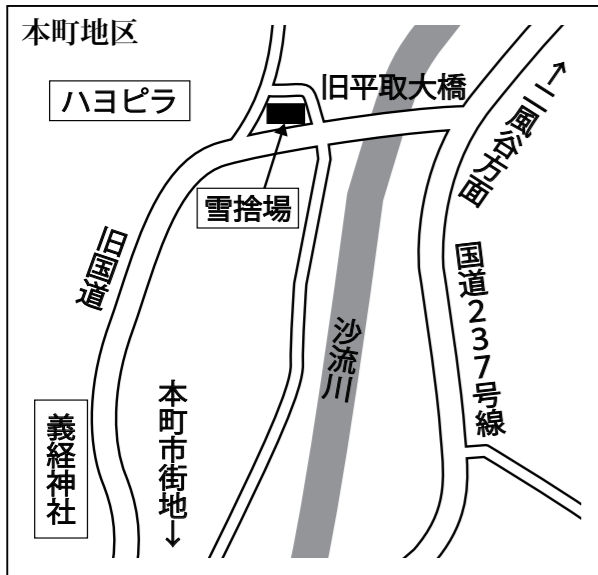 本町地区
ハヨピラ
旧平取大橋
↑二風谷方面
雪捨場
旧国道
国道237号線
沙流川
義経神社
本町市街地↓